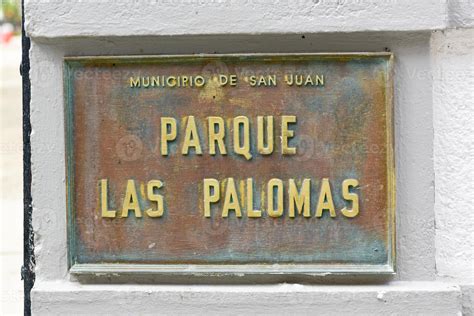 MUNICIPIO DE SAN JUAN
PARQUE
LAS PALOMAS